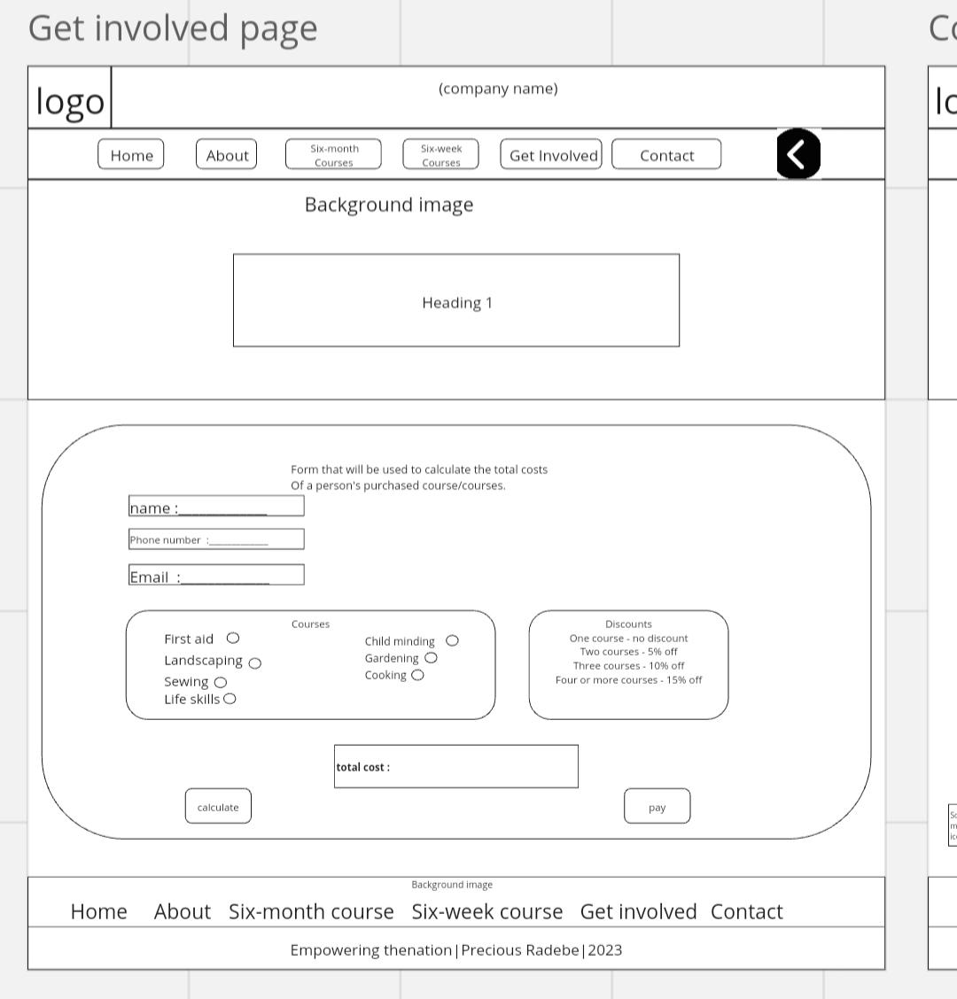 Get involved page
logo
(company name)
Home
About
Six-month
Courses
Six-week
Courses
Get Involved
Contact
Background image
Heading 1
Form that will be used to calculate the total costs
Of a person's purchased course/courses.
name :
Phone number :
Email :
Courses
First aid
Landscaping
Sewing
Life skills
Child minding
Gardening
Cooking
Discounts
One course - no discount
Two courses - 5% off
Three courses - 10% off
Four or more courses - 15% off
total cost :
calculate
pay
Background image
Home About Six-month course Six-week course Get involved Contact
Empowering thenation|Precious Radebe|2023